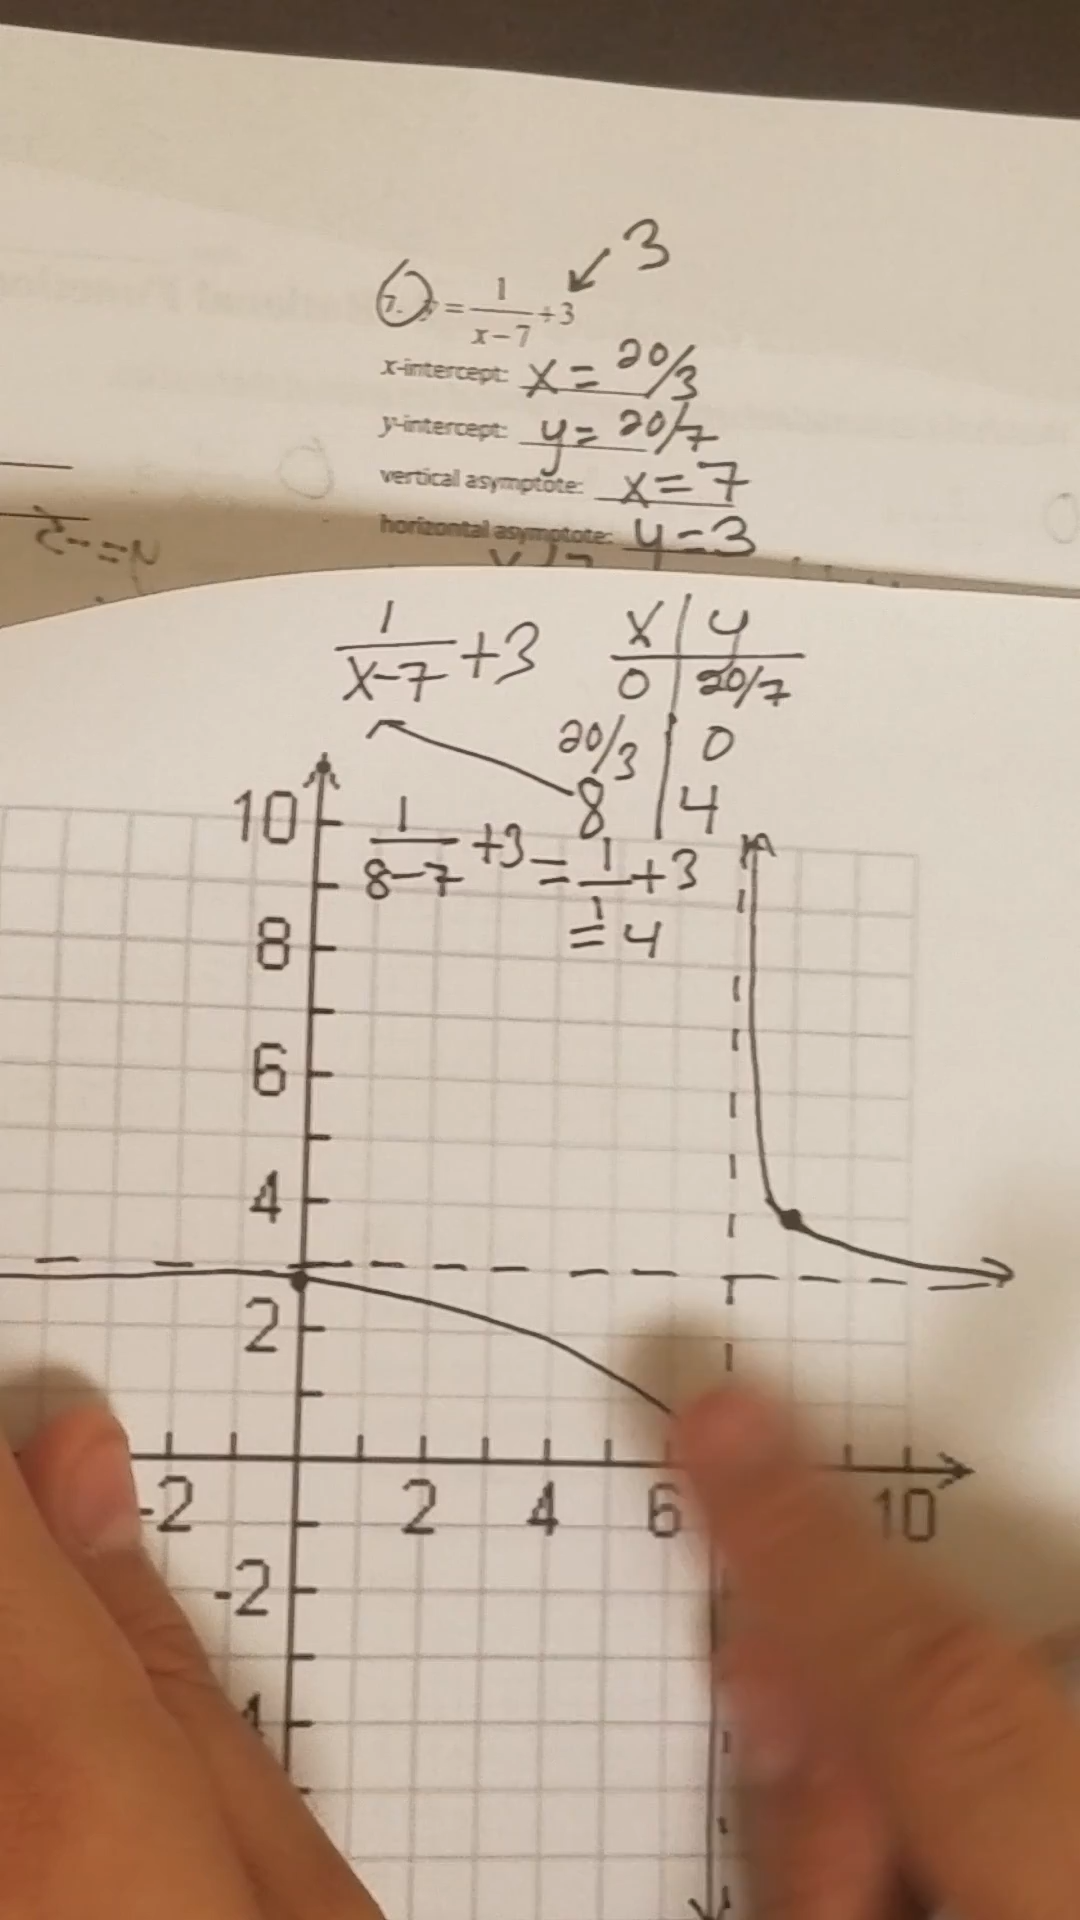 3
7. y = 1/(x-7) + 3
x-intercept: x = 20/3
y-intercept: y = 20/7
vertical asymptote: x = 7
horizontal asymptote: y = 3
1/(x-7) + 3
x | y
0 | 20/7
20/3 | 0
8 | 4
1/(8-7) + 3 = 1/1 + 3
= 4
10
8
6
4
2
-2 2 4 6 10
-2